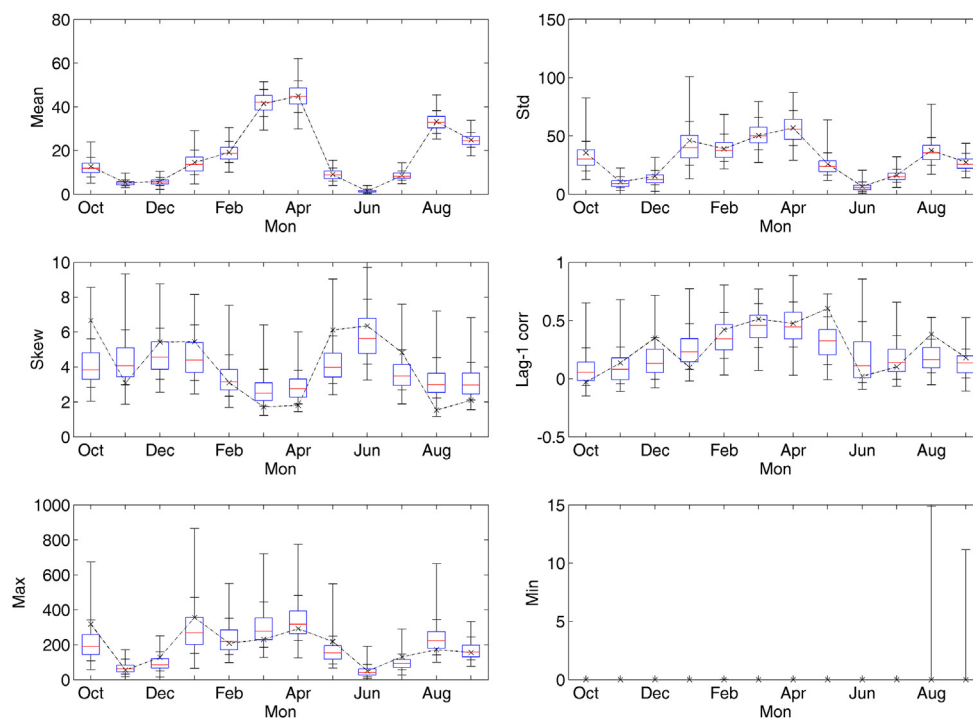 80
60
40
20
0
Mean
Oct Dec Feb Apr Jun Aug
Mon
150
100
50
0
Std
Oct Dec Feb Apr Jun Aug
Mon
10
8
6
4
2
0
Skew
Oct Dec Feb Apr Jun Aug
Mon
1
0.5
0
-0.5
Lag-1 corr
Oct Dec Feb Apr Jun Aug
Mon
1000
800
600
400
200
0
Max
Oct Dec Feb Apr Jun Aug
Mon
15
10
5
0
Min
Oct Dec Feb Apr Jun Aug
Mon